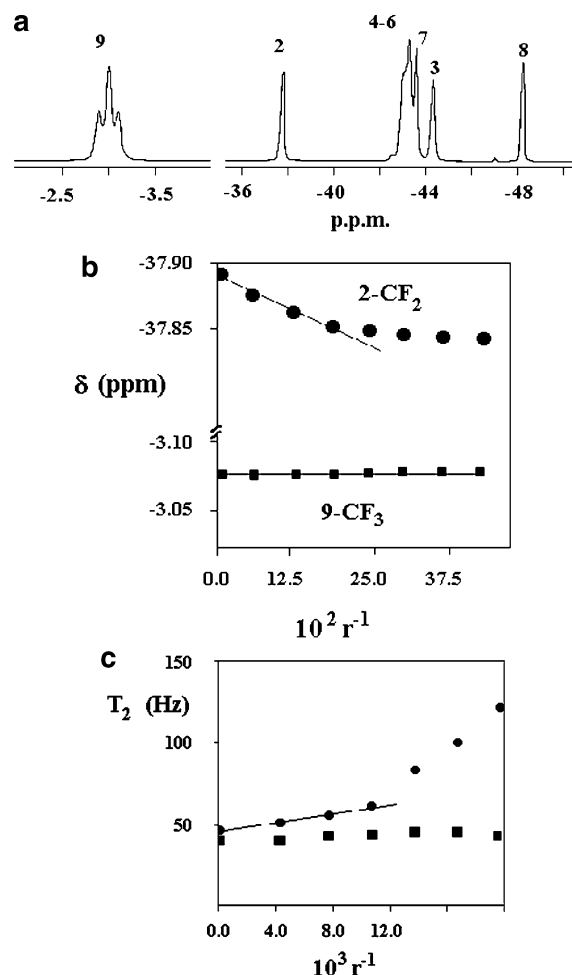 a
9
2
4-6
7
3
8
-2.5 -3.5 -36 -40 -44 -48
p.p.m.
b
-37.90
2-CF2
-37.85
δ (ppm)
-3.10
-3.05
9-CF3
0.0 12.5 25.0 37.5
10² r⁻¹
c
150
T2 (Hz)
100
50
0.0 4.0 8.0 12.0
10³ r⁻¹